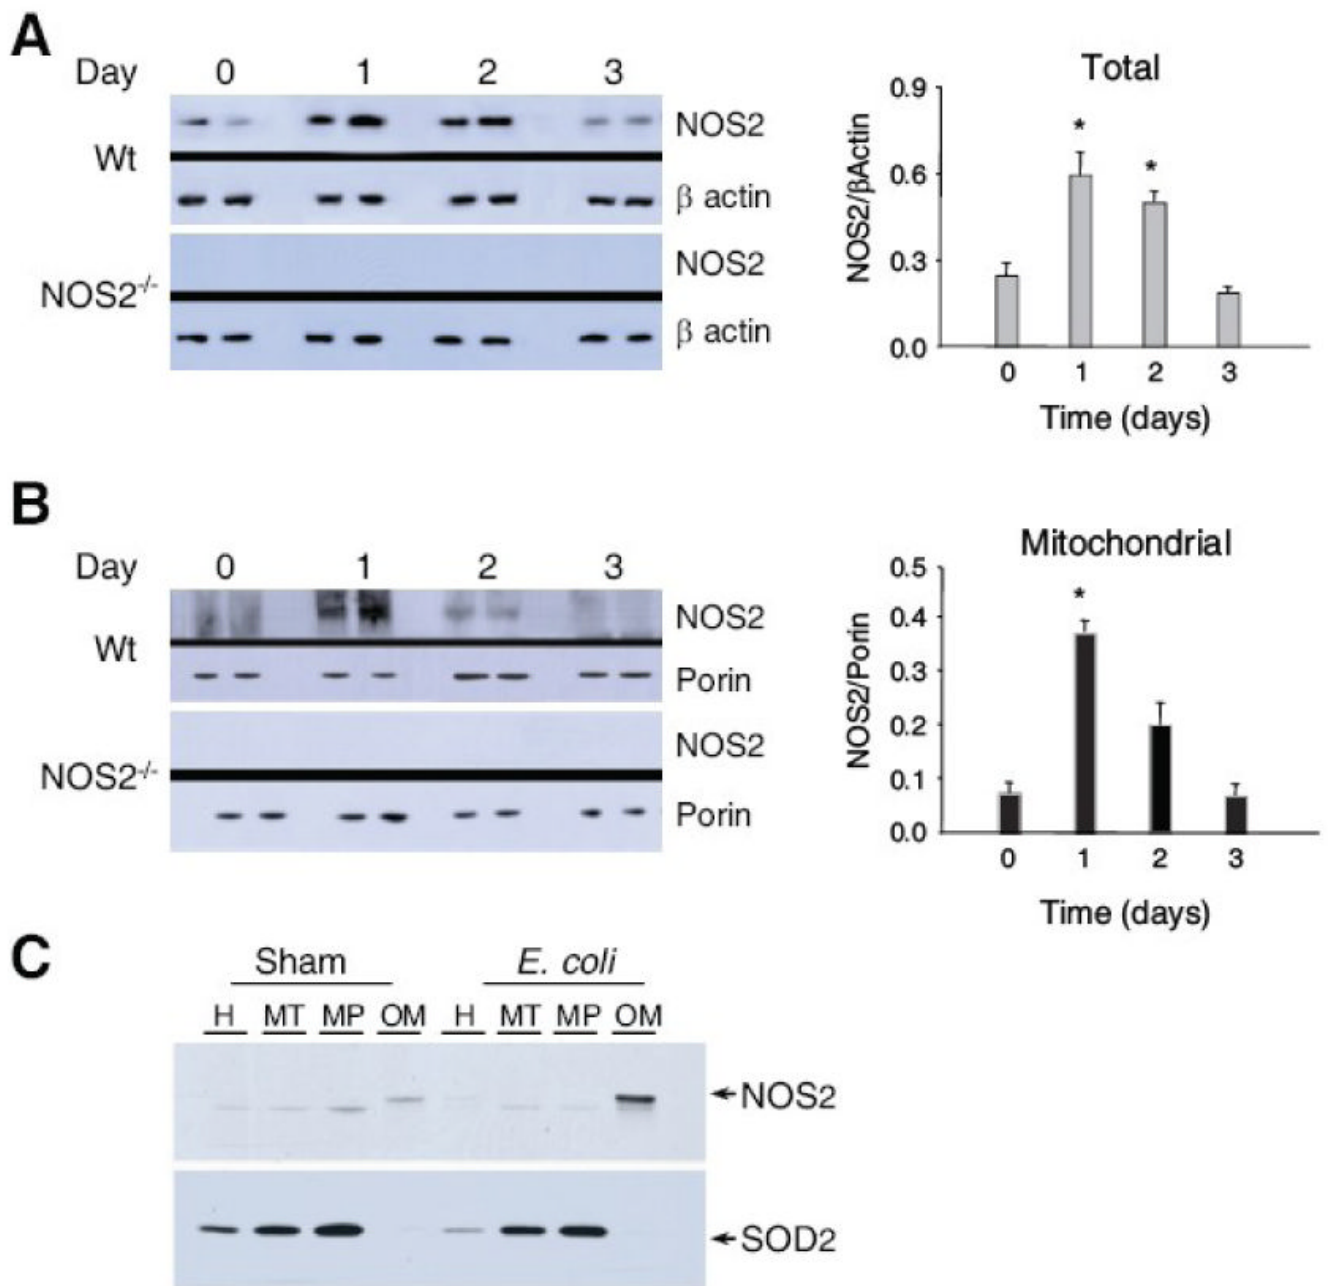 A
Day 0 1 2 3
Wt
NOS2
β actin
NOS2-/-
NOS2
β actin
Total
NOS2/βActin
0.9
0.6
0.3
0.0
*
*
0 1 2 3
Time (days)
B
Day 0 1 2 3
Wt
NOS2
Porin
NOS2-/-
NOS2
Porin
Mitochondrial
NOS2/Porin
0.5
0.4
0.3
0.2
0.1
0.0
*
0 1 2 3
Time (days)
C
Sham E. coli
H MT MP OM H MT MP OM
NOS2
SOD2